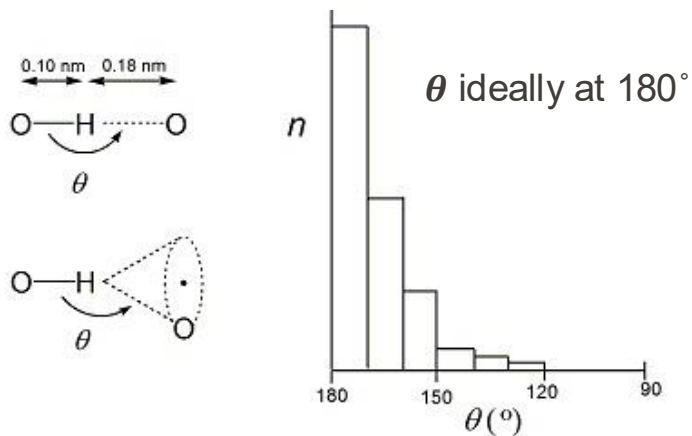 0.10 nm 0.18 nm
O H O
θ
O H
O
θ
θ ideally at 180°
n
180 150 120 90
θ (°)